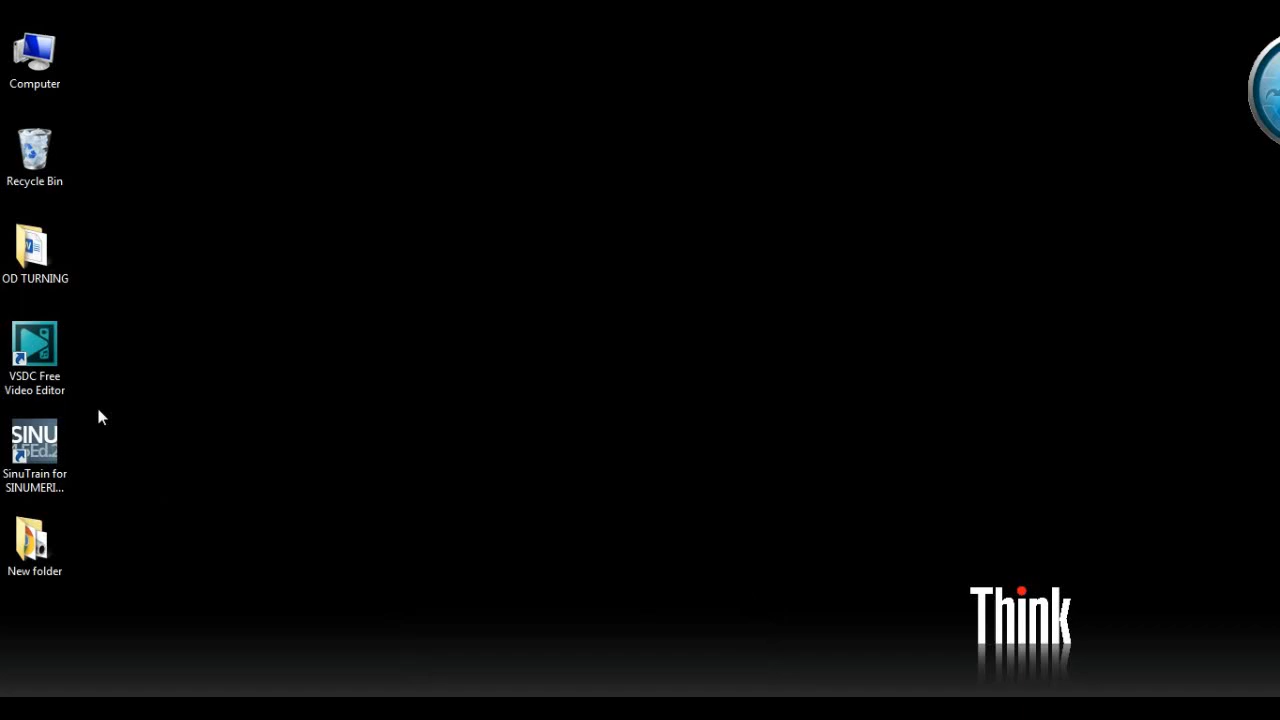 Computer
Recycle Bin
OD TURNING
VSDC Free
Video Editor
SINU
SinuTrain for
SINUMERI...
New folder
Think